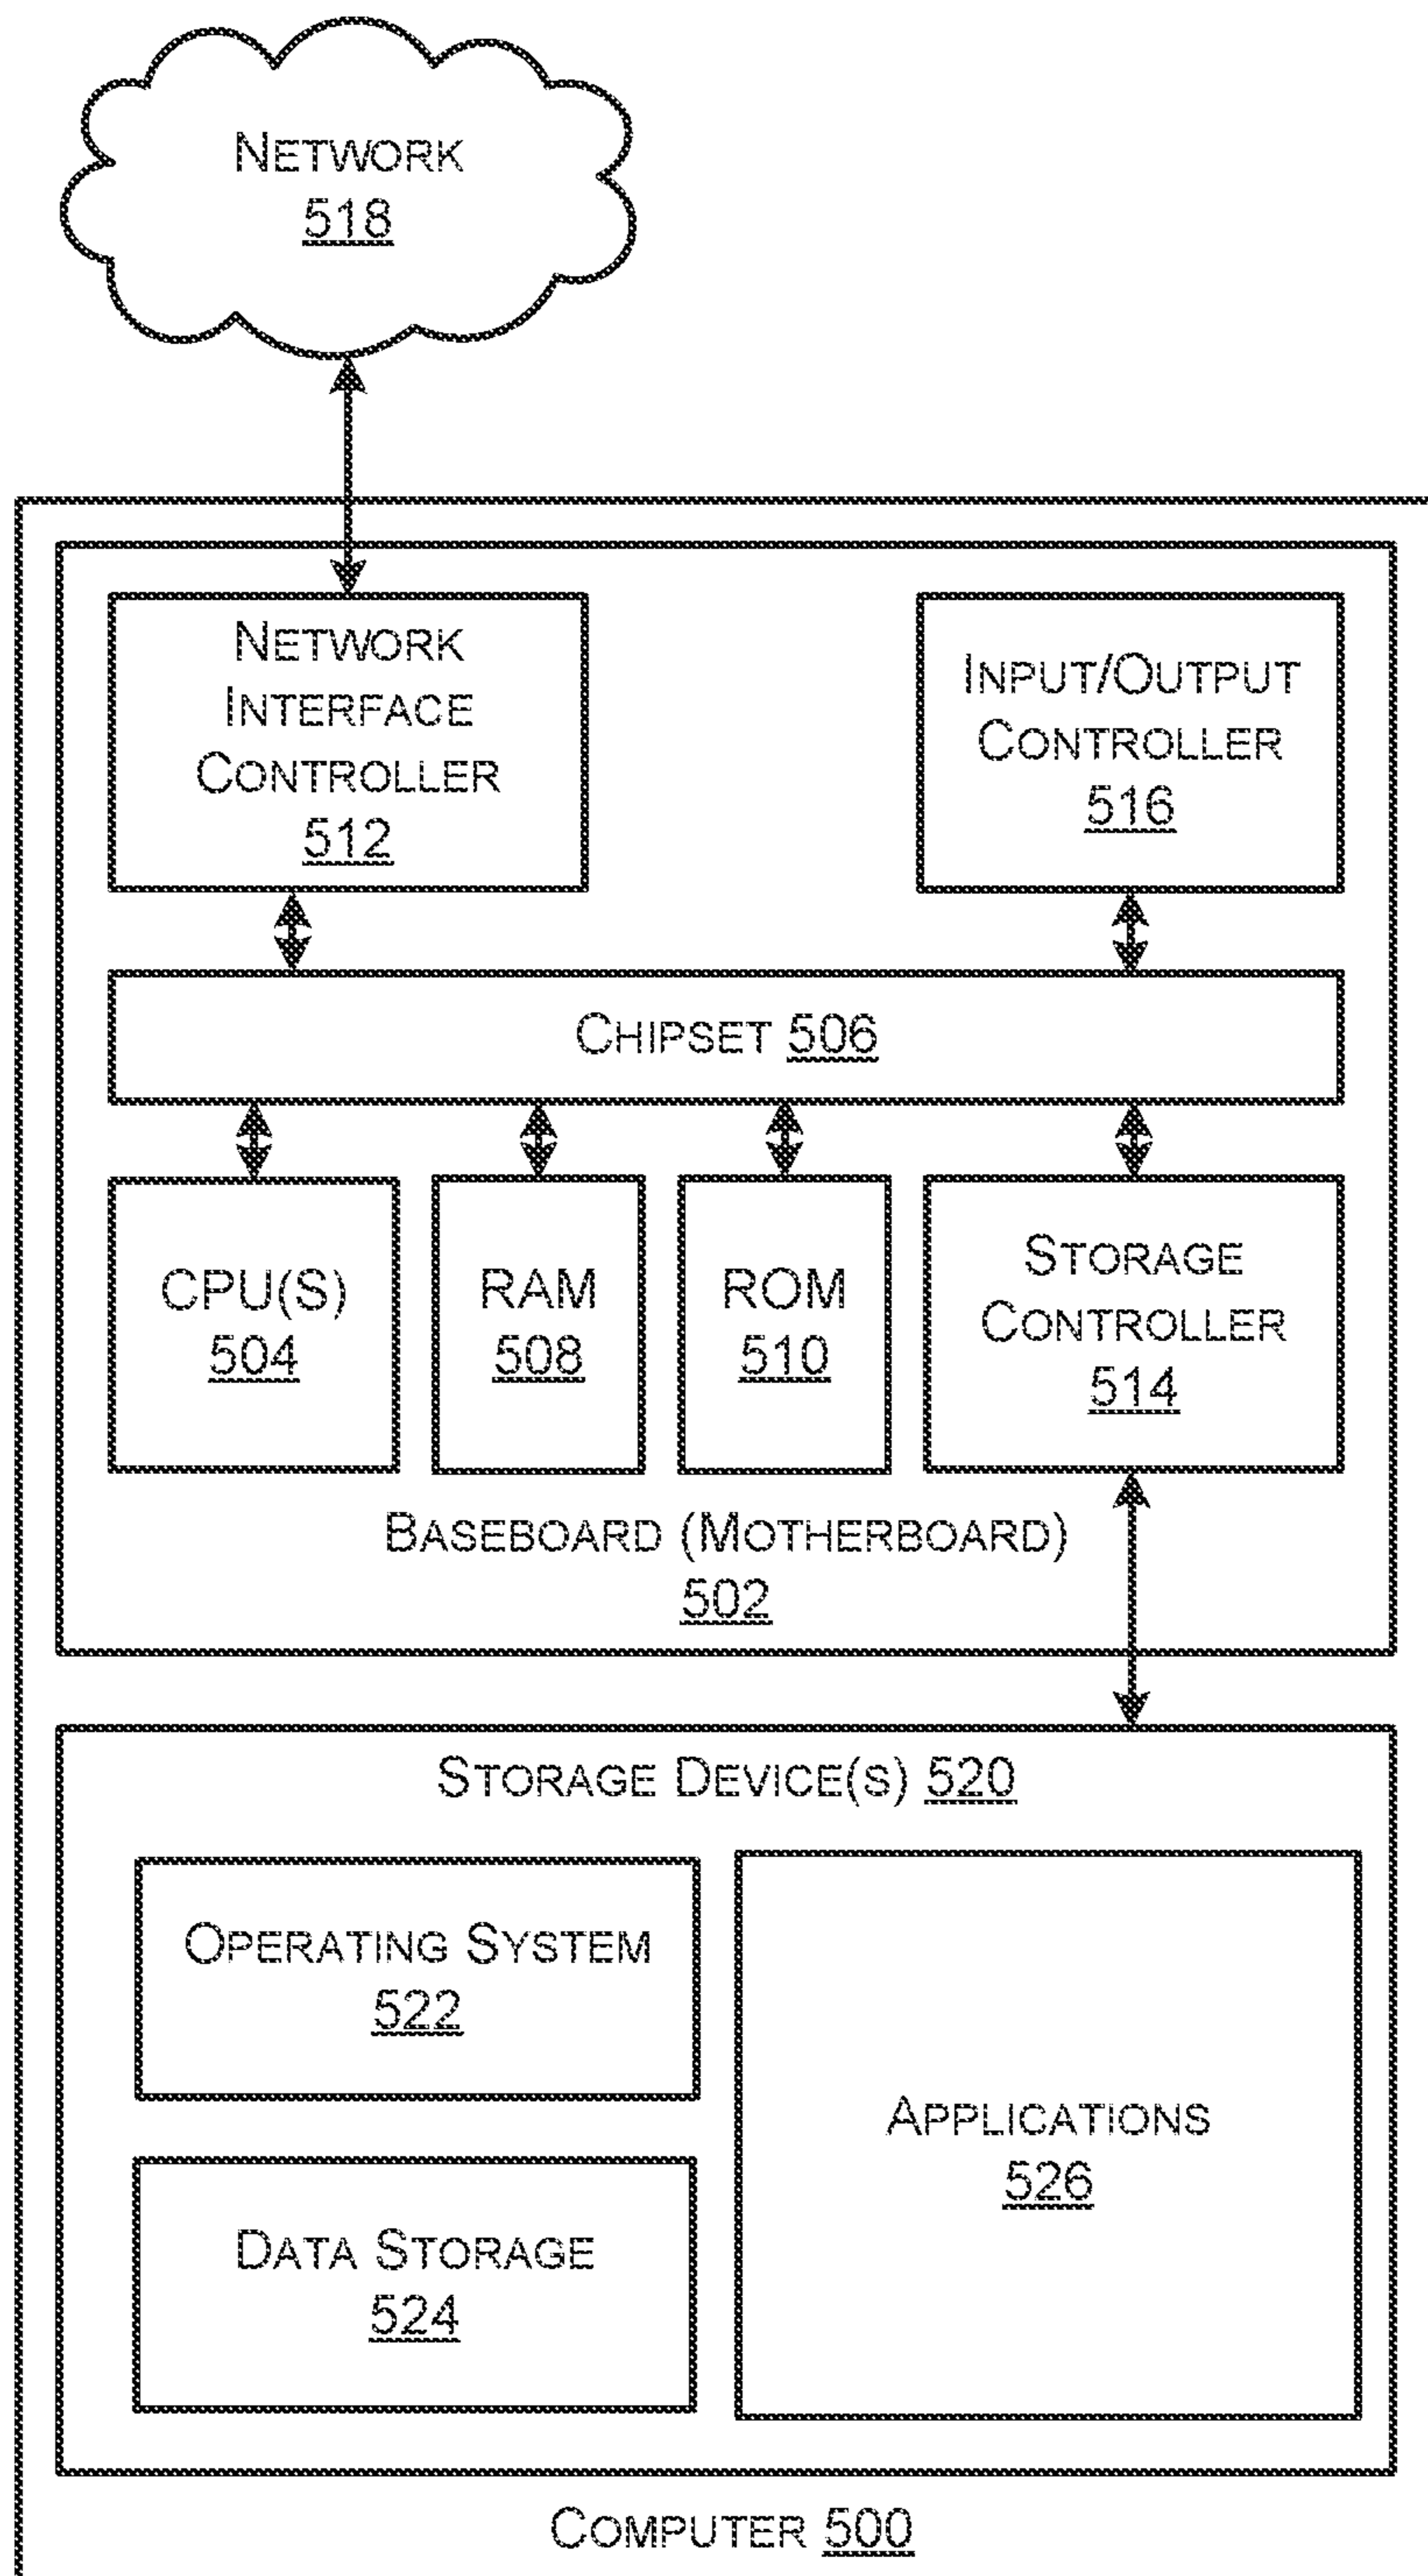 NETWORK
518
NETWORK
INTERFACE
CONTROLLER
512
INPUT/OUTPUT
CONTROLLER
516
CHIPSET 506
CPU(S)
504
RAM
508
ROM
510
STORAGE
CONTROLLER
514
BASEBOARD (MOTHERBOARD)
502
STORAGE DEVICE(S) 520
OPERATING SYSTEM
522
DATA STORAGE
524
APPLICATIONS
526
COMPUTER 500